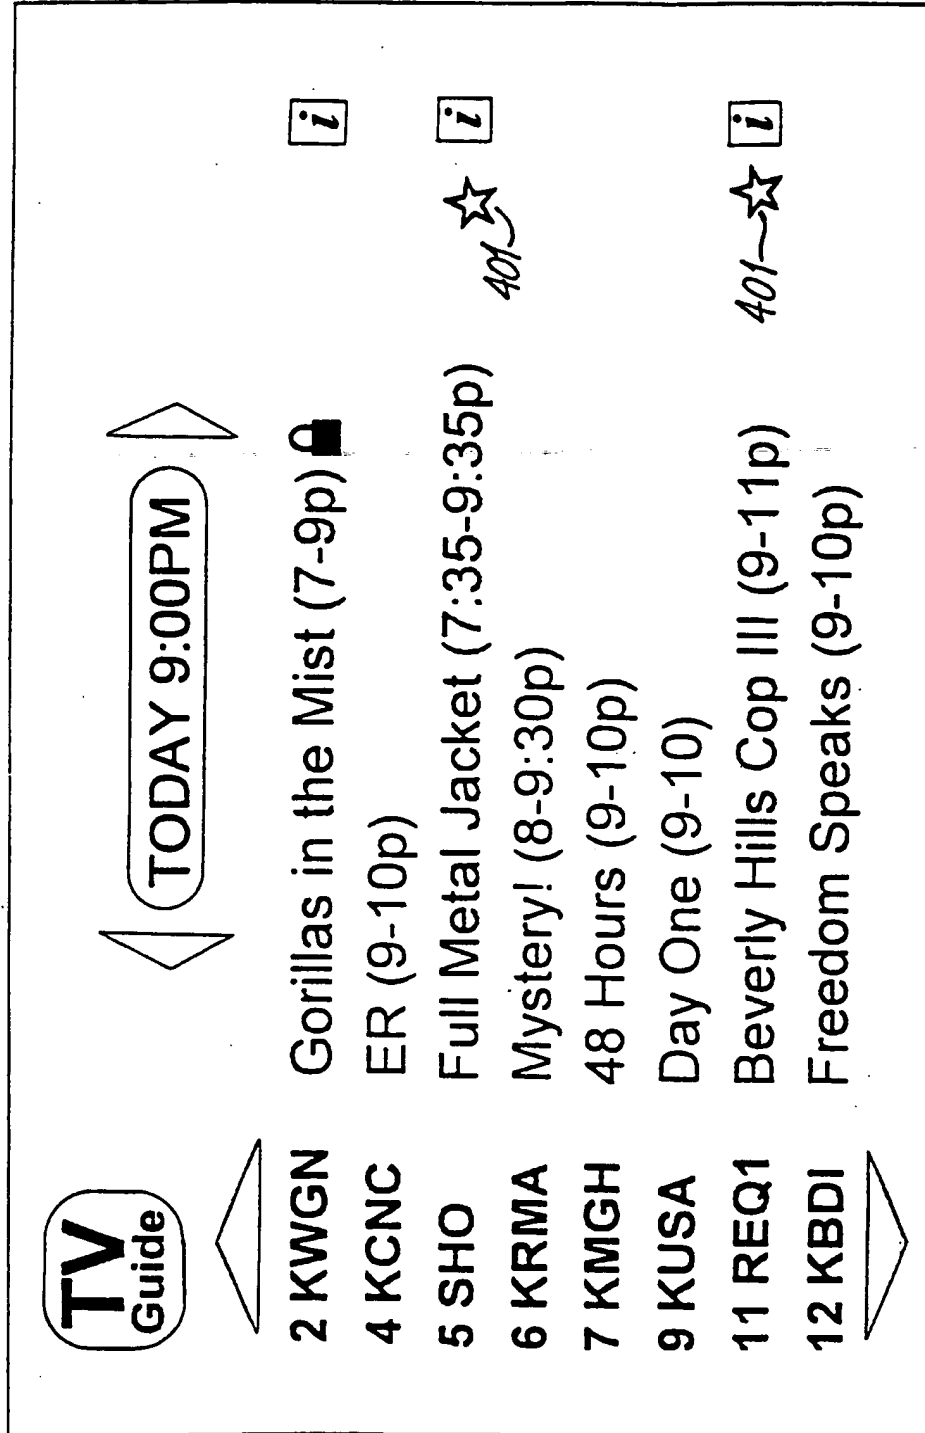 TV
Guide
TODAY 9:00PM
2 KWGN Gorillas in the Mist (7-9p) i
4 KCNC ER (9-10p)
5 SHO Full Metal Jacket (7:35-9:35p) i
401
6 KRMA Mystery! (8-9:30p)
7 KMGH 48 Hours (9-10p)
9 KUSA Day One (9-10)
11 REQ1 Beverly Hills Cop III (9-11p) 401 i
12 KBDI Freedom Speaks (9-10p)